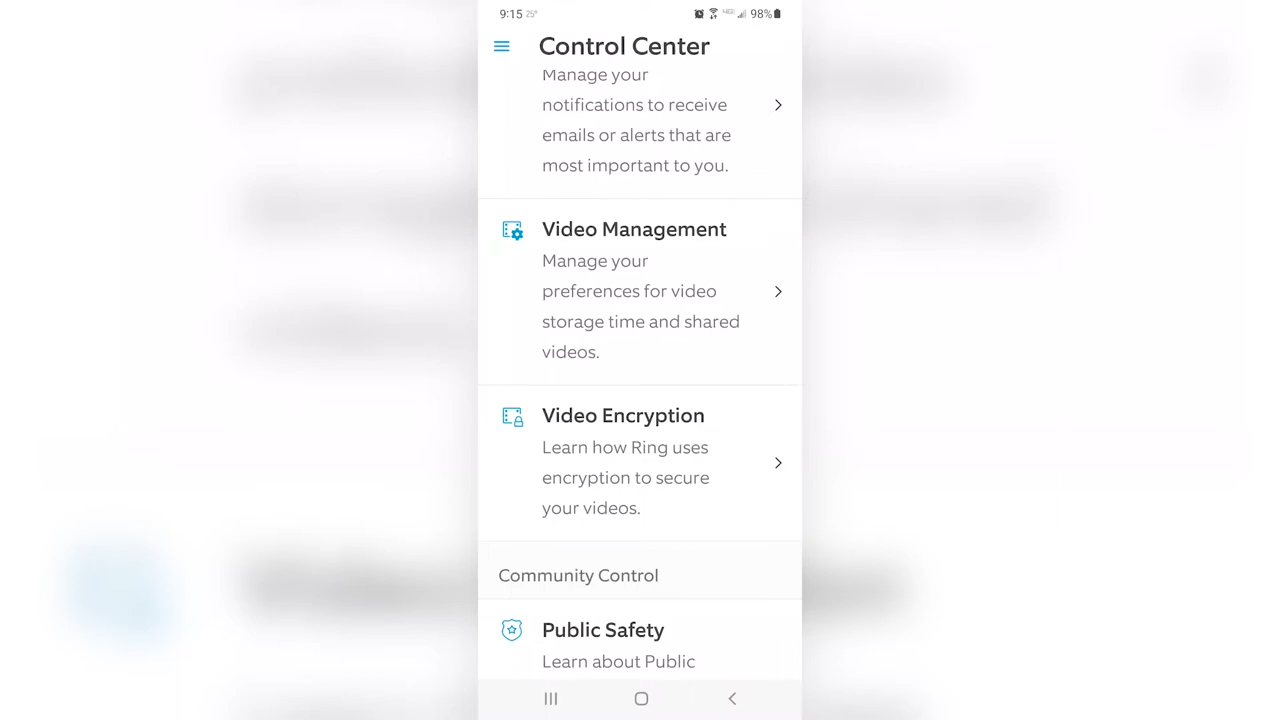 9:15 25° 98%
Control Center
Manage your
notifications to receive
emails or alerts that are
most important to you.
Video Management
Manage your
preferences for video
storage time and shared
videos.
Video Encryption
Learn how Ring uses
encryption to secure
your videos.
Community Control
Public Safety
Learn about Public